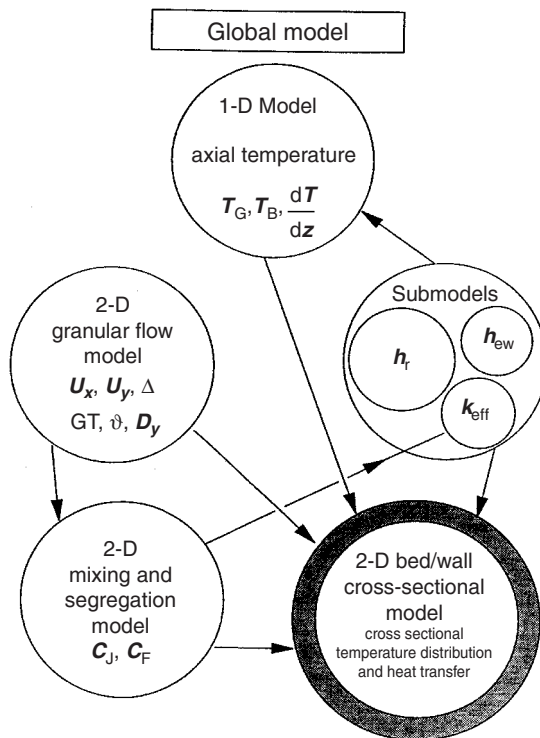 Global model
1-D Model
axial temperature
T_G, T_B, dT/dz
2-D
granular flow
model
U_x, U_y, Δ
GT, ϑ, D_y
Submodels
h_r
h_ew
k_eff
2-D
mixing and
segregation
model
C_J, C_F
2-D bed/wall
cross-sectional
model
cross sectional
temperature distribution
and heat transfer